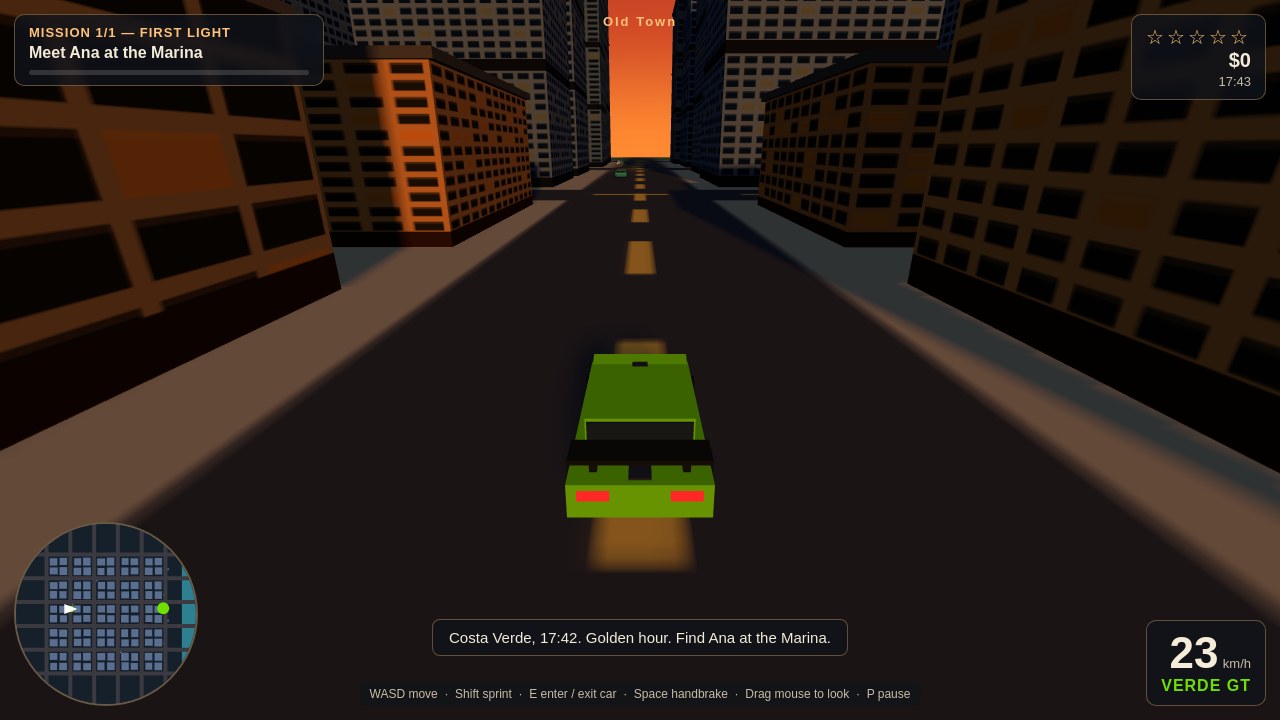 MISSION 1/1 — FIRST LIGHT
Meet Ana at the Marina
Old Town
☆☆☆☆☆
$0
17:43
Costa Verde, 17:42. Golden hour. Find Ana at the Marina.
WASD move · Shift sprint · E enter / exit car · Space handbrake · Drag mouse to look · P pause
23 km/h
VERDE GT